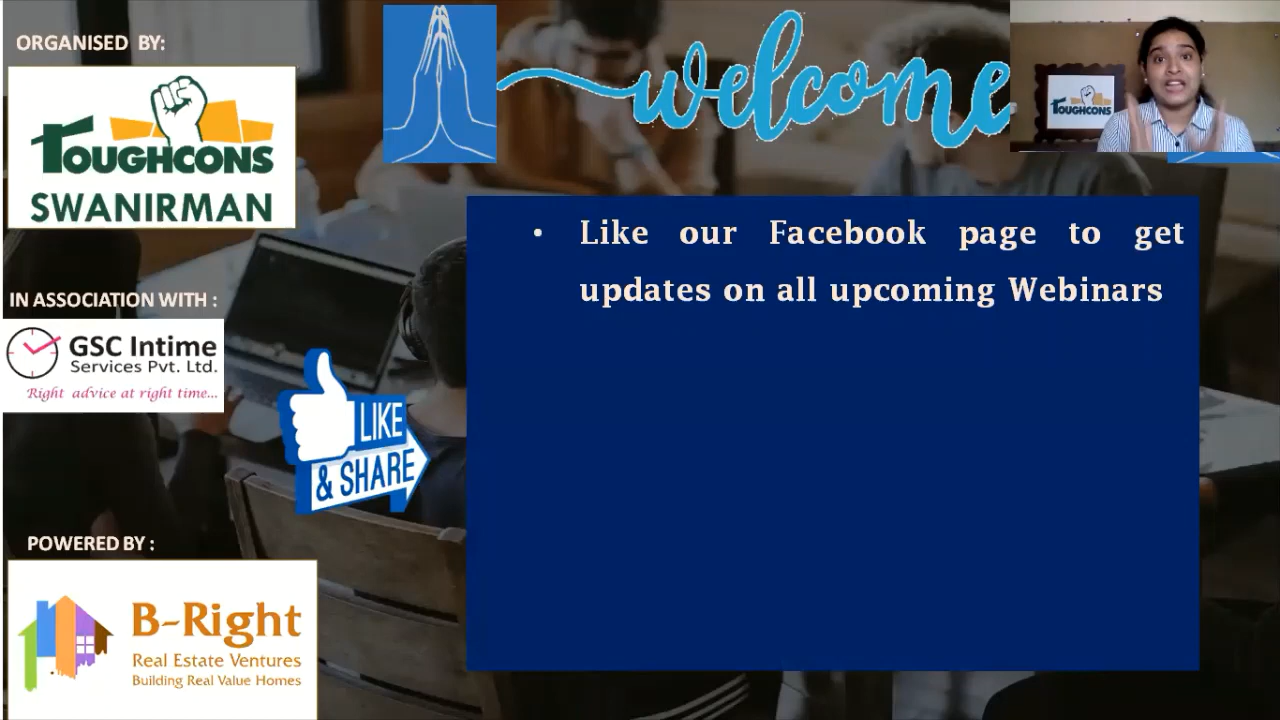 ORGANISED BY:
TOUGHCONS
SWANIRMAN
IN ASSOCIATION WITH :
GSC Intime
Services Pvt. Ltd.
Right advice at right time...
POWERED BY :
B-Right
Real Estate Ventures
Building Real Value Homes
welcome
TOUGHCONS
LIKE
& SHARE
• Like our Facebook page to get
updates on all upcoming Webinars